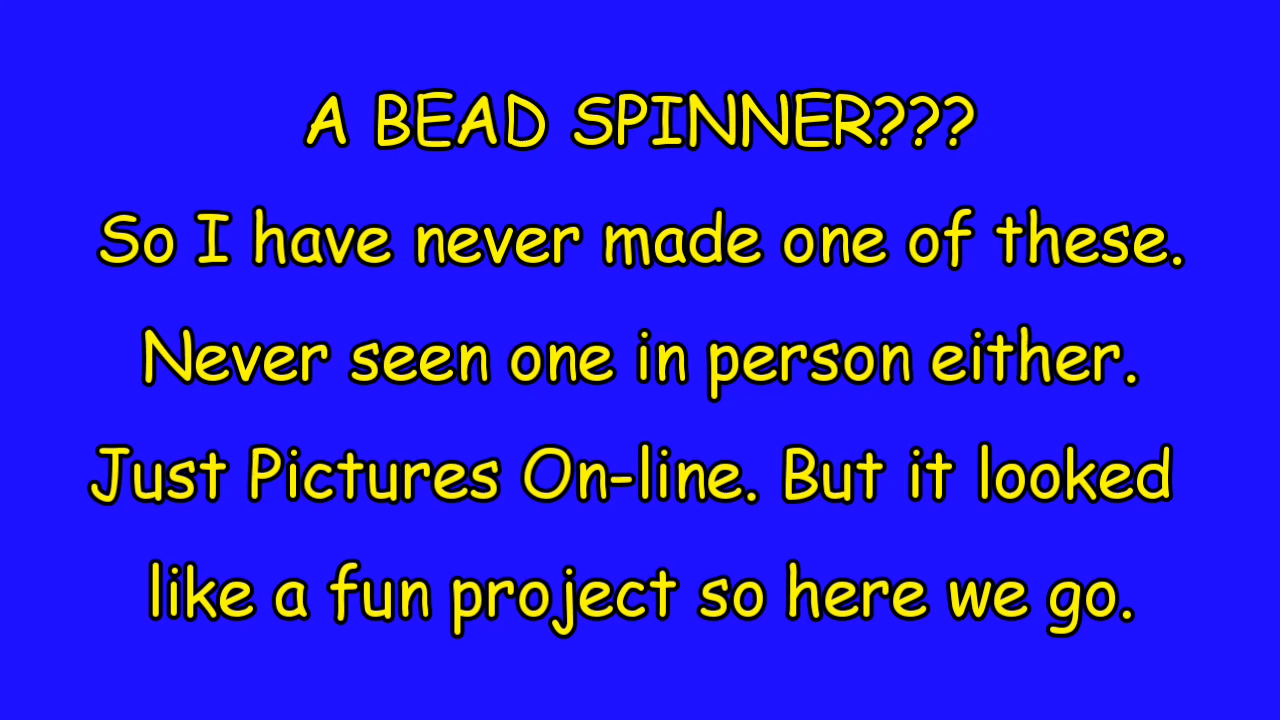 A BEAD SPINNER???
So I have never made one of these.
Never seen one in person either.
Just Pictures On-line. But it looked
like a fun project so here we go.